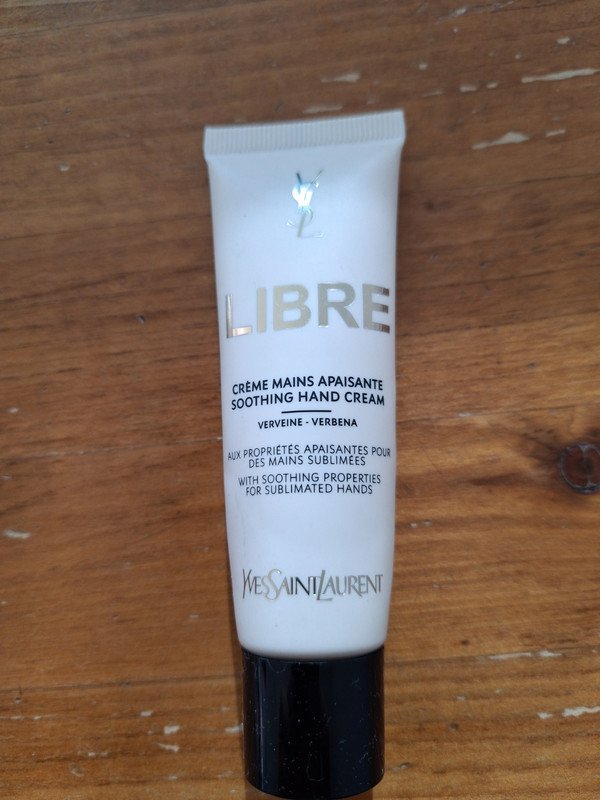 YSL
LIBRE
CRÈME MAINS APAISANTE
SOOTHING HAND CREAM
VERVEINE - VERBENA
AUX PROPRIÉTÉS APAISANTES POUR
DES MAINS SUBLIMÉES
WITH SOOTHING PROPERTIES
FOR SUBLIMATED HANDS
YVESSAINTLAURENT